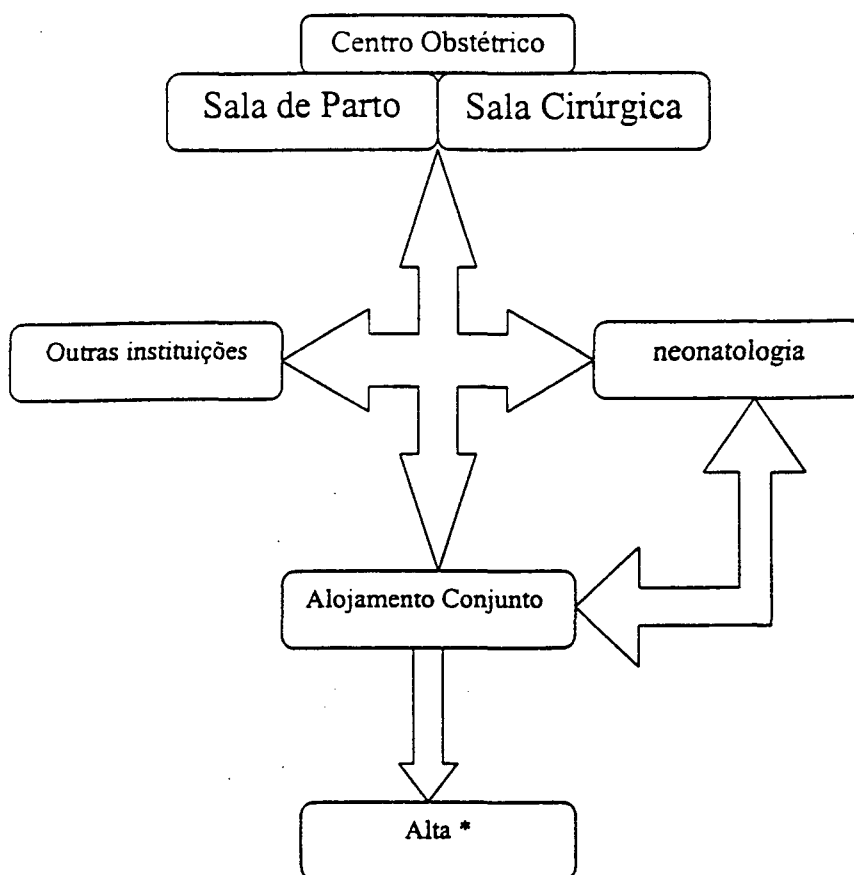 Centro Obstétrico
Sala de Parto
Sala Cirúrgica
Outras instituições
neonatologia
Alojamento Conjunto
Alta *